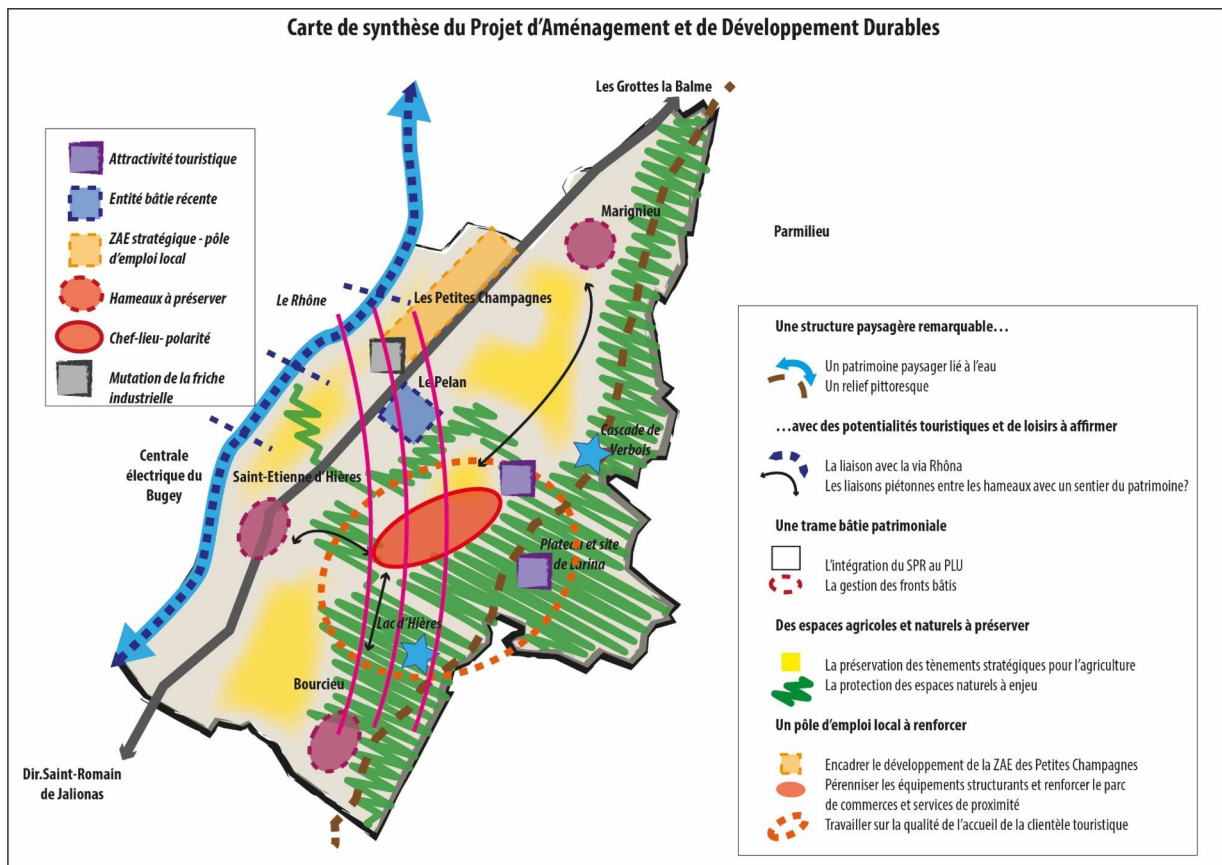 Carte de synthèse du Projet d'Aménagement et de Développement Durables
Les Grottes la Balme
Attractivité touristique
Entité bâtie récente
ZAE stratégique - pôle
d'emploi local
Hameaux à préserver
Chef-lieu- polarité
Mutation de la friche
industrielle
Marignieu
Parmilieu
Le Rhône
Les Petites Champagnes
Le Pelan
Cascade de
Verbois
Centrale
électrique du
Bugey
Saint-Etienne d'Hières
Plateau et site
de Larina
Lac d'Hières
Bourcieu
Dir.Saint-Romain
de Jalionas
Une structure paysagère remarquable...
Un patrimoine paysager lié à l'eau
Un relief pittoresque
...avec des potentialités touristiques et de loisirs à affirmer
La liaison avec la via Rhôna
Les liaisons piétonnes entre les hameaux avec un sentier du patrimoine?
Une trame bâtie patrimoniale
L'intégration du SPR au PLU
La gestion des fronts bâtis
Des espaces agricoles et naturels à préserver
La préservation des tènements stratégiques pour l'agriculture
La protection des espaces naturels à enjeu
Un pôle d'emploi local à renforcer
Encadrer le développement de la ZAE des Petites Champagnes
Pérenniser les équipements structurants et renforcer le parc
de commerces et services de proximité
Travailler sur la qualité de l'accueil de la clientèle touristique